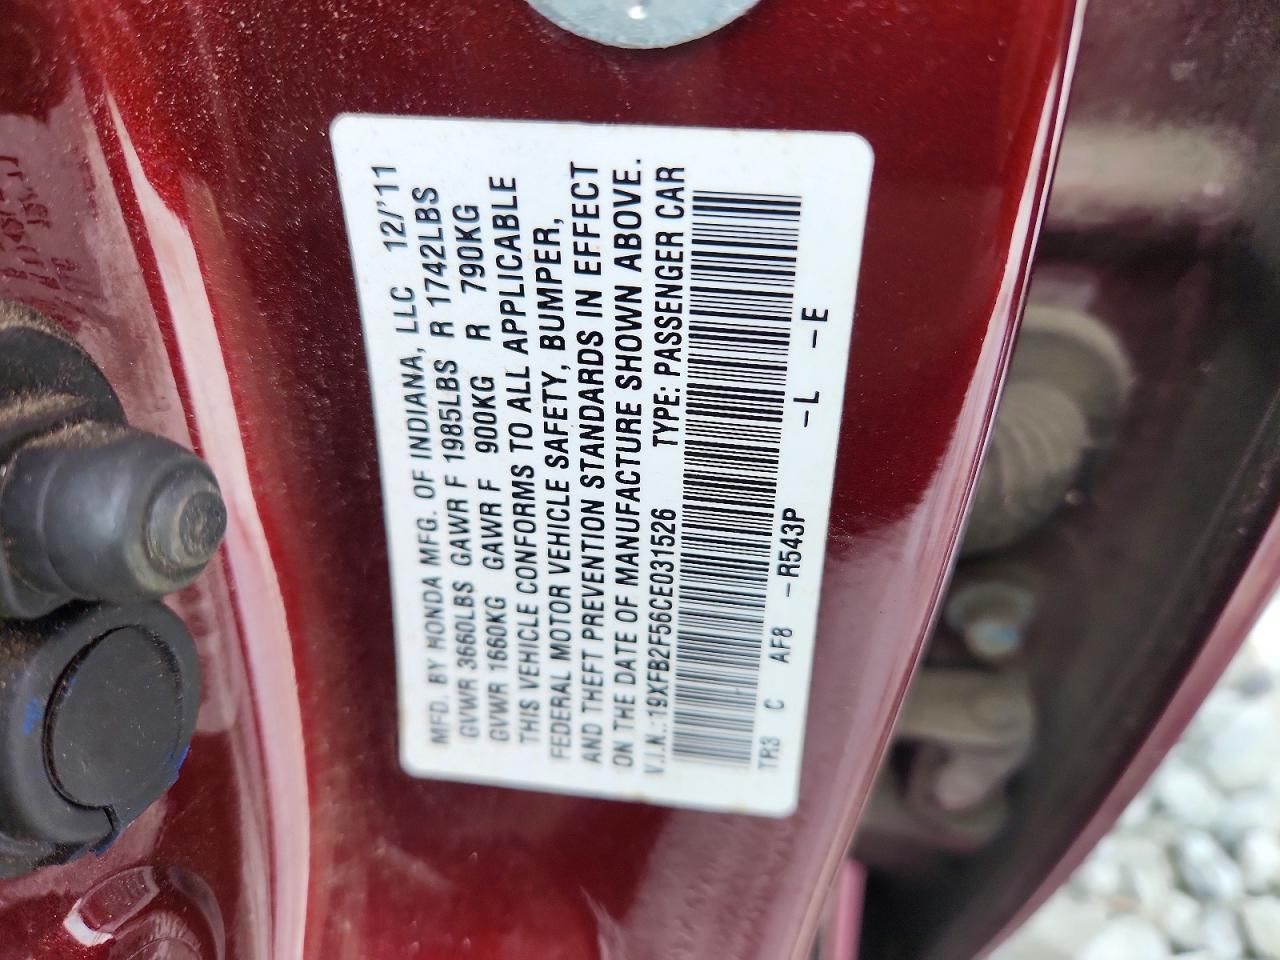 MFD. BY HONDA MFG. OF INDIANA, LLC 12/'11
GVWR 3660LBS GAWR F 1985LBS R 1742LBS
GVWR 1660KG GAWR F 900KG R 790KG
THIS VEHICLE CONFORMS TO ALL APPLICABLE
FEDERAL MOTOR VEHICLE SAFETY, BUMPER,
AND THEFT PREVENTION STANDARDS IN EFFECT
ON THE DATE OF MANUFACTURE SHOWN ABOVE.
V.I.N.:19XFB2F56CE031526 TYPE: PASSENGER CAR
TR3 C AF8 -R543P -L -E